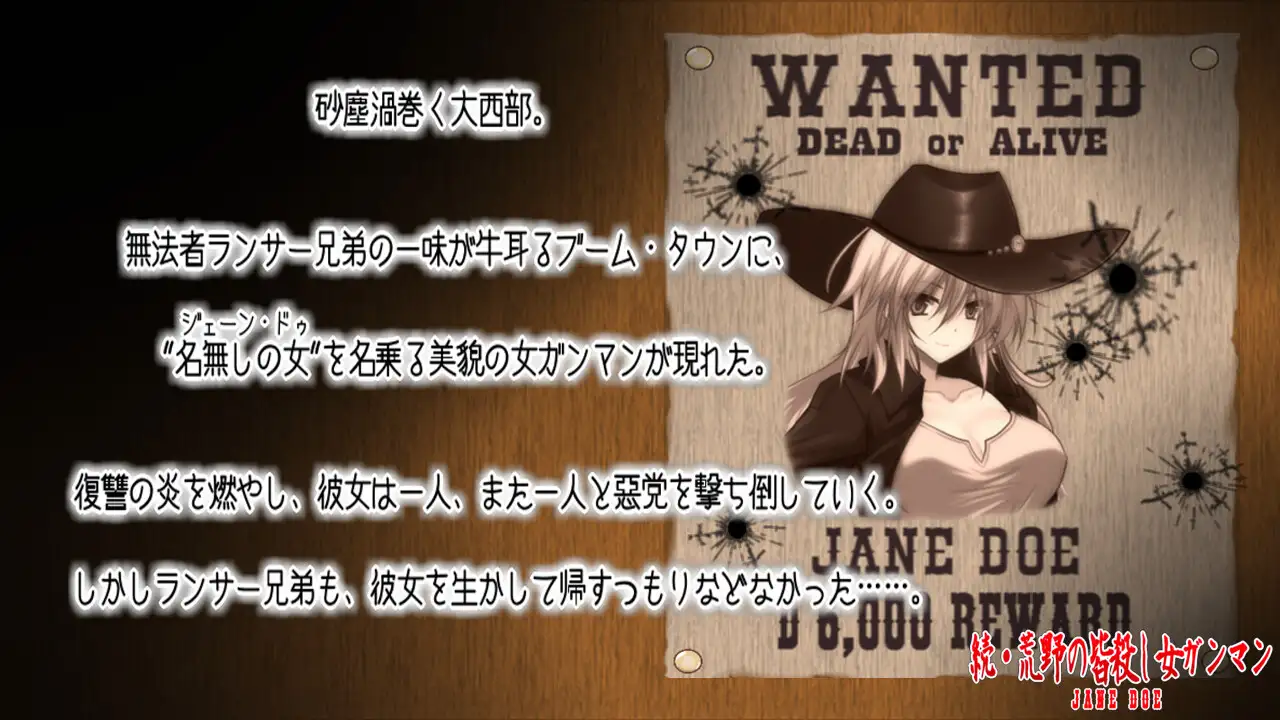 砂塵渦巻く大西部。
無法者ランサー兄弟の一味が牛耳るブーム・タウンに、
ジェーン・ドゥ
"名無しの女"を名乗る美貌の女ガンマンが現れた。
復讐の炎を燃やし、彼女は一人、また一人と惡党を撃ち倒していく。
しかしランサー兄弟も、彼女を生かして帰すつもりなどなかった……。
WANTED
DEAD or ALIVE
JANE DOE
6,000 REWARD
続・荒野の皆殺し女ガンマン
JANE DOE